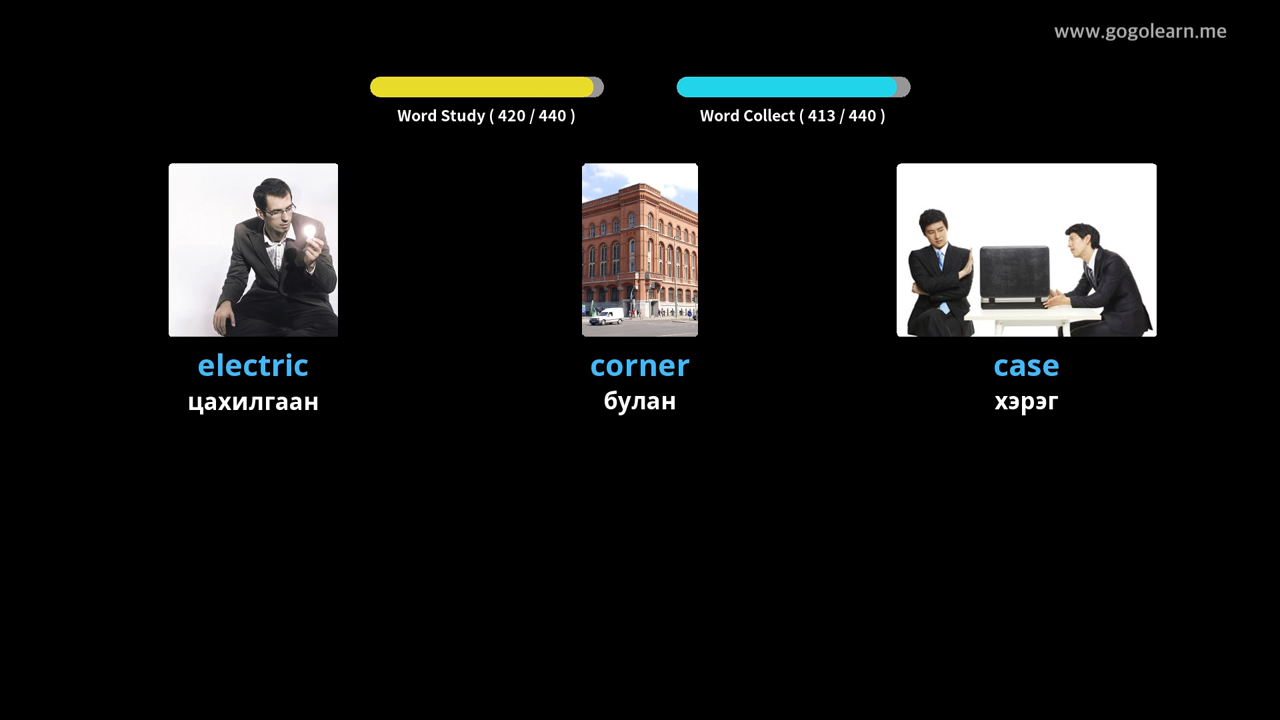 www.gogolearn.me
Word Study ( 420 / 440 )
Word Collect ( 413 / 440 )
electric
цахилгаан
corner
булан
case
хэрэг